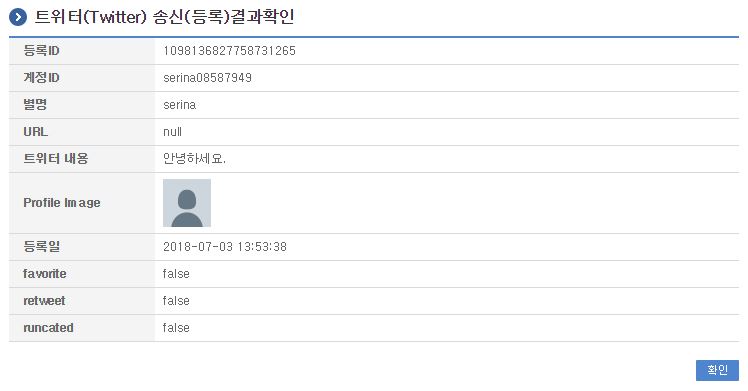 트위터(Twitter) 송신(등록)결과확인
등록ID 1098136827758731265
계정ID serina08587949
별명 serina
URL null
트위터 내용 안녕하세요.
Profile Image
등록일 2018-07-03 13:53:38
favorite false
retweet false
runcated false
확인